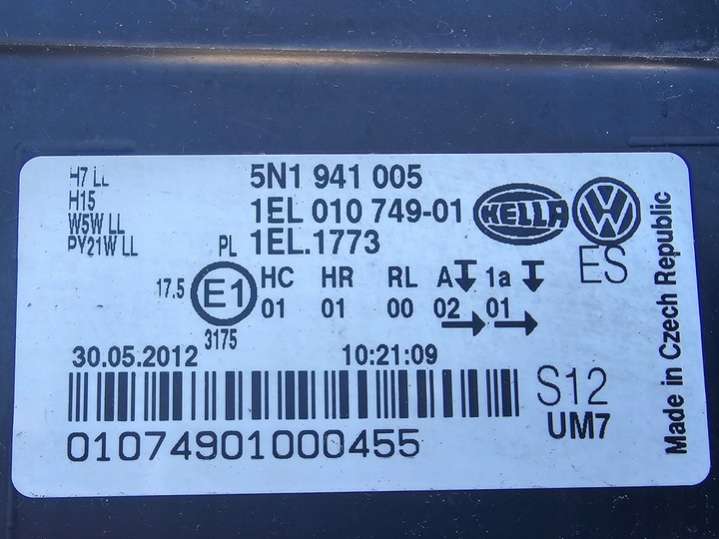 H7 LL
H15
W5W LL
PY21W LL
5N1 941 005
1EL 010 749-01
PL 1EL.1773
HELLA
VW
ES
17.5 E1 HC HR RL A 1a
01 01 00 02 01
3175
30.05.2012 10:21:09
01074901000455
S12
UM7
Made in Czech Republic